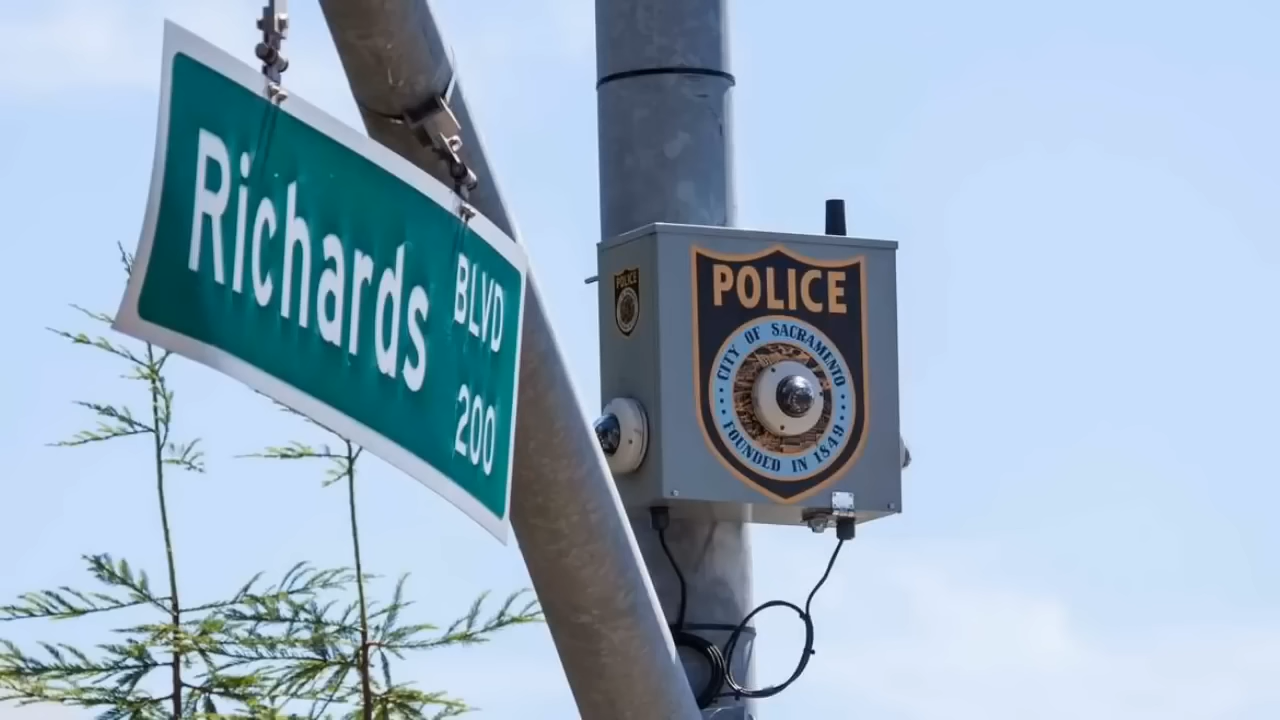 Richards BLVD
200
POLICE
POLICE
CITY OF SACRAMENTO
FOUNDED IN 1849